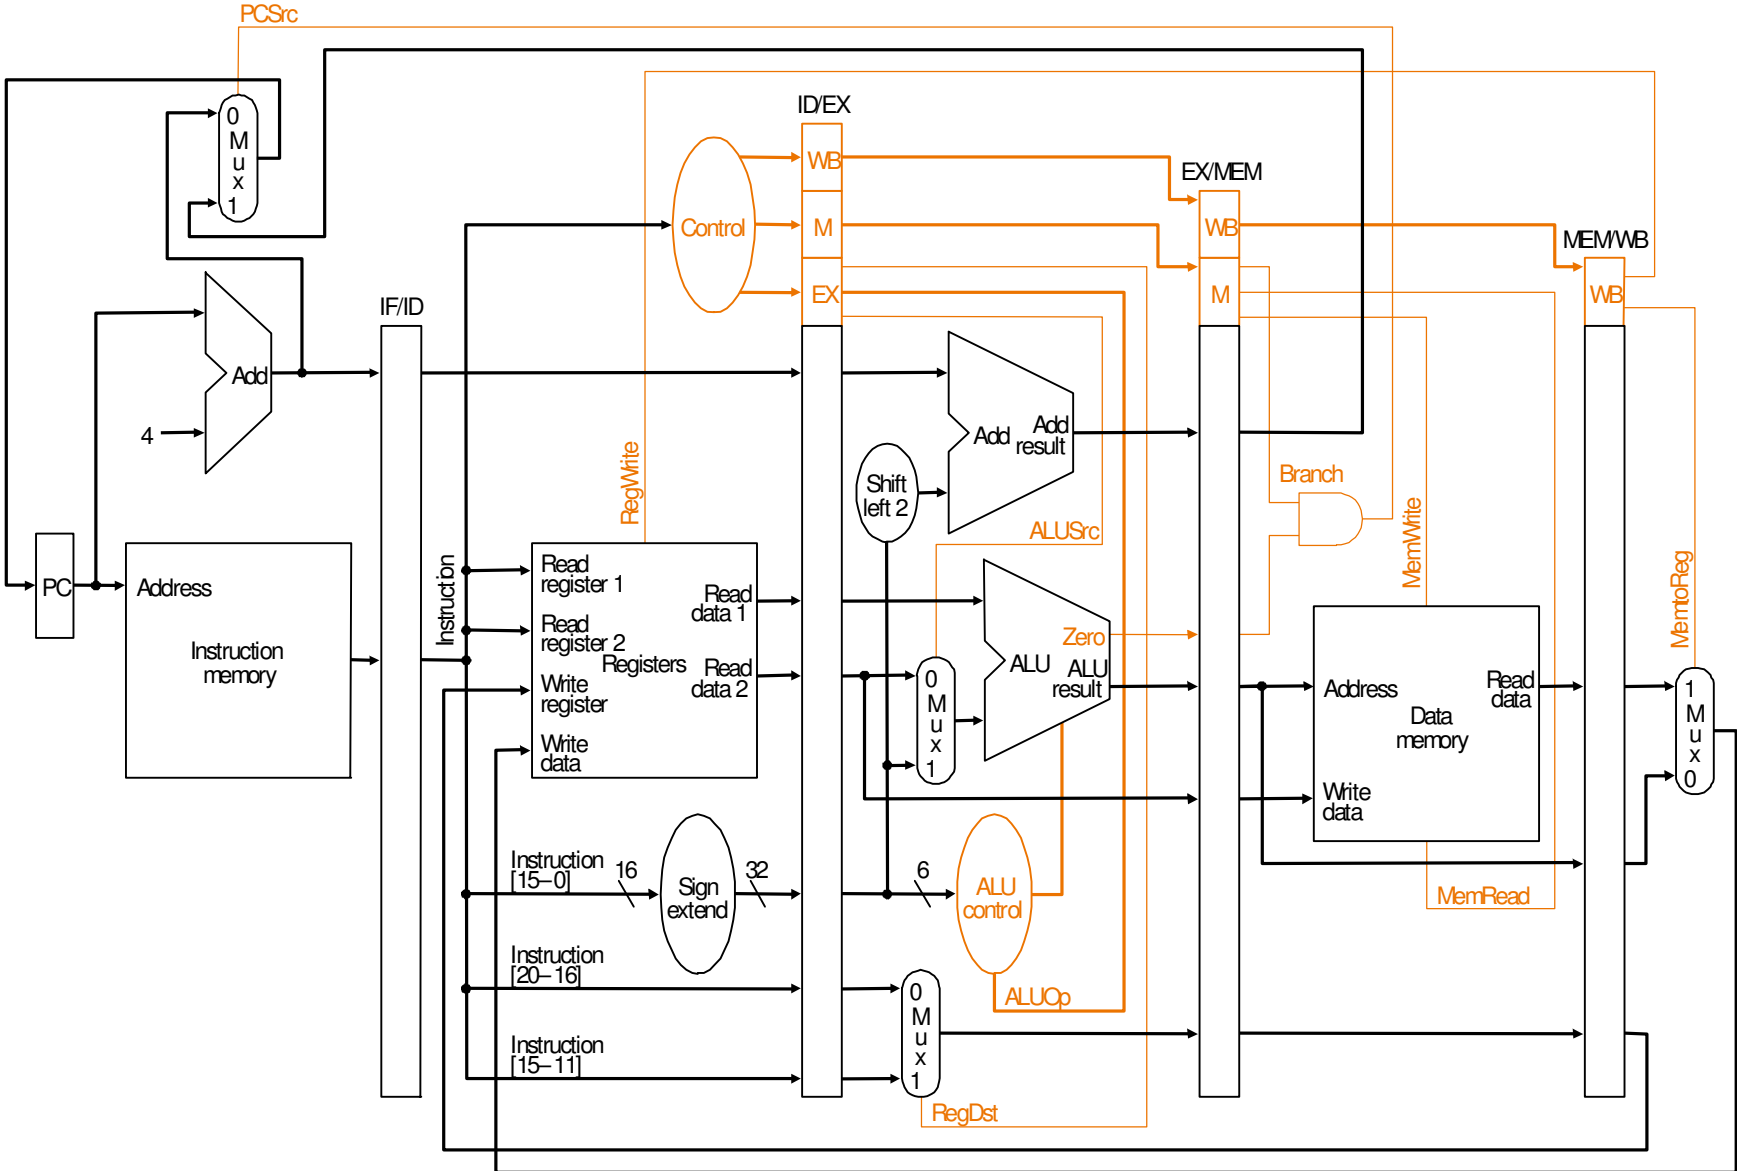 PCSrc
0
M
u
x
1
ID/EX
WB
M
EX
Control
EX/MEM
WB
M
MEM/WB
WB
IF/ID
Add
4
RegWrite
Add
Add
result
Shift
left 2
ALUSrc
Branch
MemWrite
MemtoReg
PC
Address
Instruction
memory
Instruction
Read
register 1
Read
register 2
Write
register
Write
data
Registers
Read
data 1
Read
data 2
0
M
u
x
1
Zero
ALU
ALU
result
Address
Read
data
Data
memory
Write
data
1
M
u
x
0
Instruction
[15–0]
16
Sign
extend
32
6
ALU
control
MemRead
Instruction
[20–16]
ALUOp
Instruction
[15–11]
0
M
u
x
1
RegDst